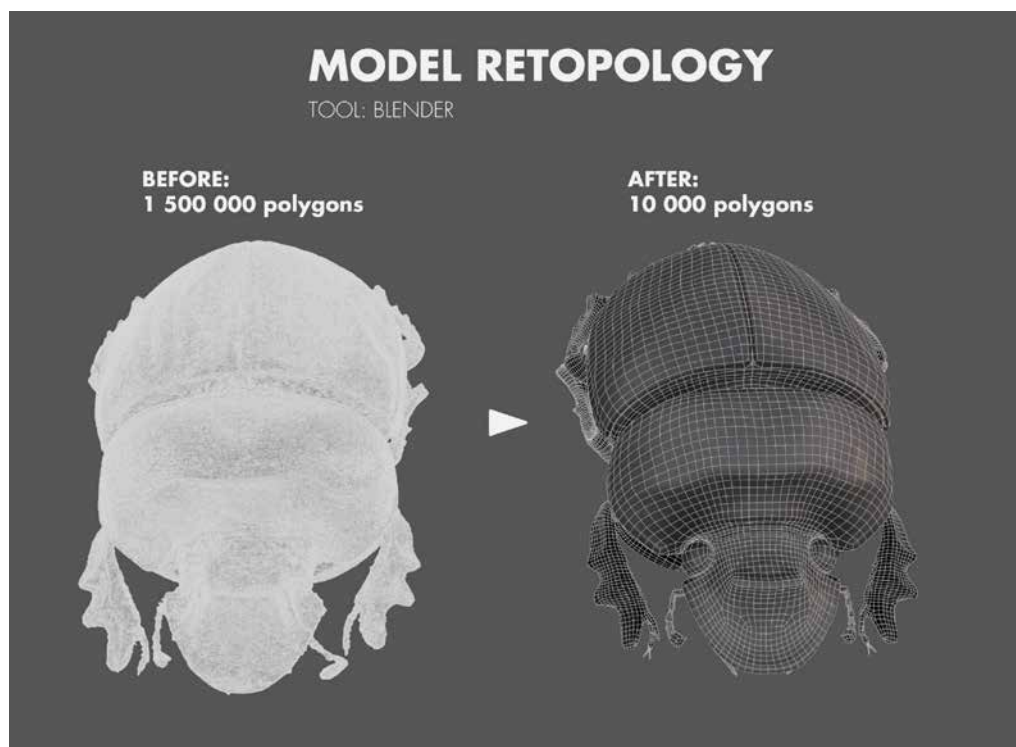 MODEL RETOPOLOGY
TOOL: BLENDER
BEFORE:
1 500 000 polygons
AFTER:
10 000 polygons